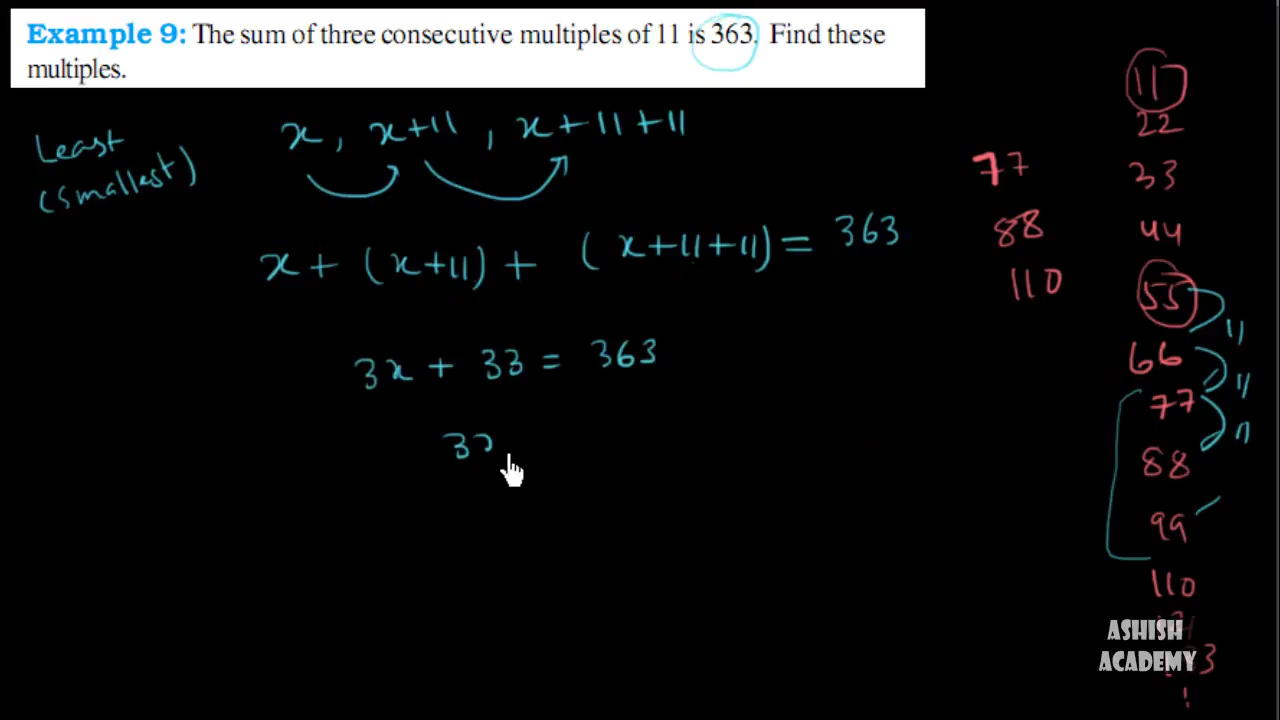 Example 9: The sum of three consecutive multiples of 11 is 363. Find these
multiples.
Least
(Smallest)
x, x+11, x+11+11
x + (x+11) + (x+11+11) = 363
3x + 33 = 363
77
88
110
11
22
33
44
55
66
77
88
99
110
11
11
11
ASHISH
ACADEMY